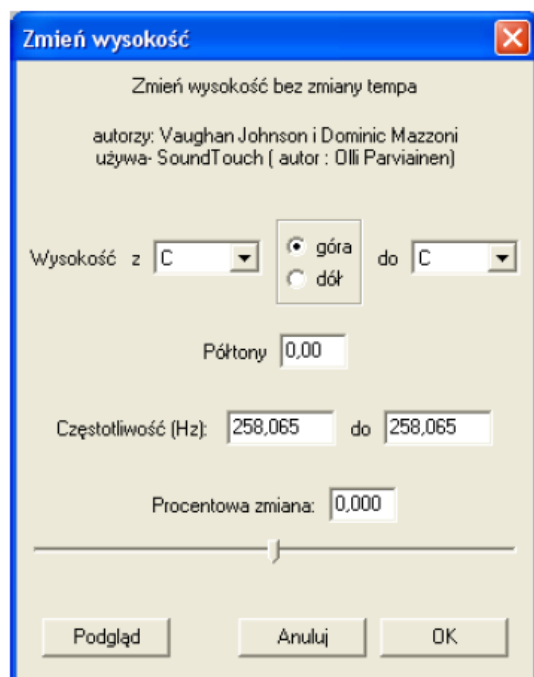 Zmień wysokość
Zmień wysokość bez zmiany tempa
autorzy: Vaughan Johnson i Dominic Mazzoni
używa- SoundTouch ( autor : Olli Parviainen)
góra
Wysokość z C do C
dół
Półtony 0,00
Częstotliwość (Hz): 258,065 do 258,065
Procentowa zmiana: 0,000
Podgląd Anuluj OK